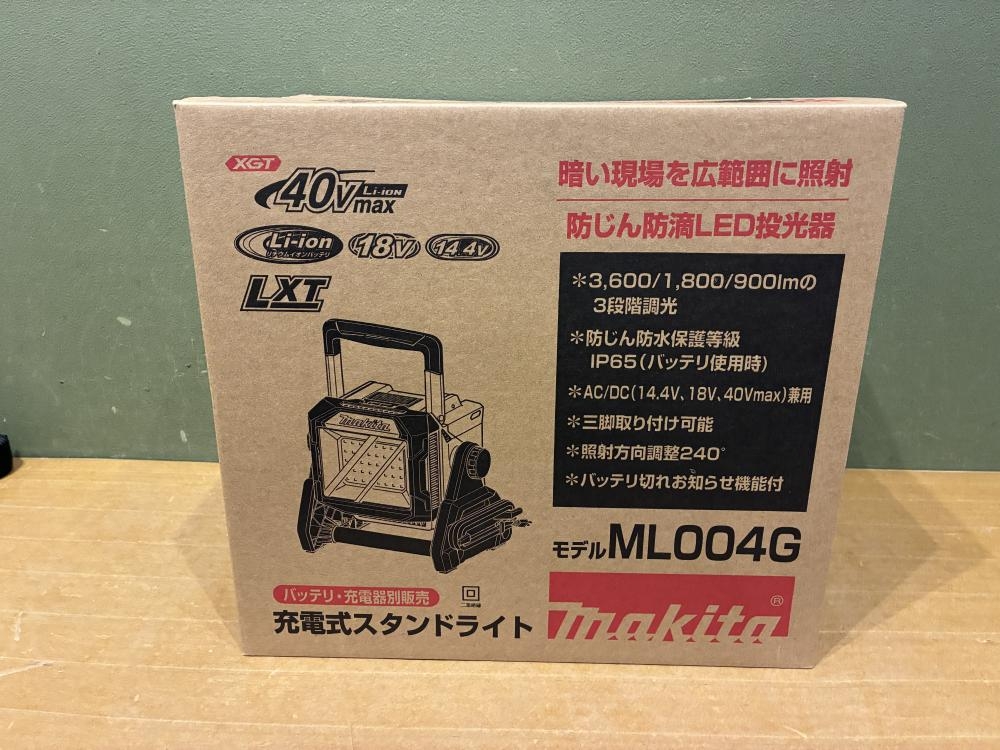 XGT
40Vmax Li-ION
Li-ion 18V 14.4V
リチウムイオンバッテリ
LXT
makita
バッテリ・充電器別販売
二重絶縁
充電式スタンドライト
暗い現場を広範囲に照射
防じん防滴LED投光器
＊3,600/1,800/900lmの
3段階調光
＊防じん防水保護等級
IP65(バッテリ使用時)
＊AC/DC(14.4V、18V、40Vmax)兼用
＊三脚取り付け可能
＊照射方向調整240°
＊バッテリ切れお知らせ機能付
モデルML004G
makita®